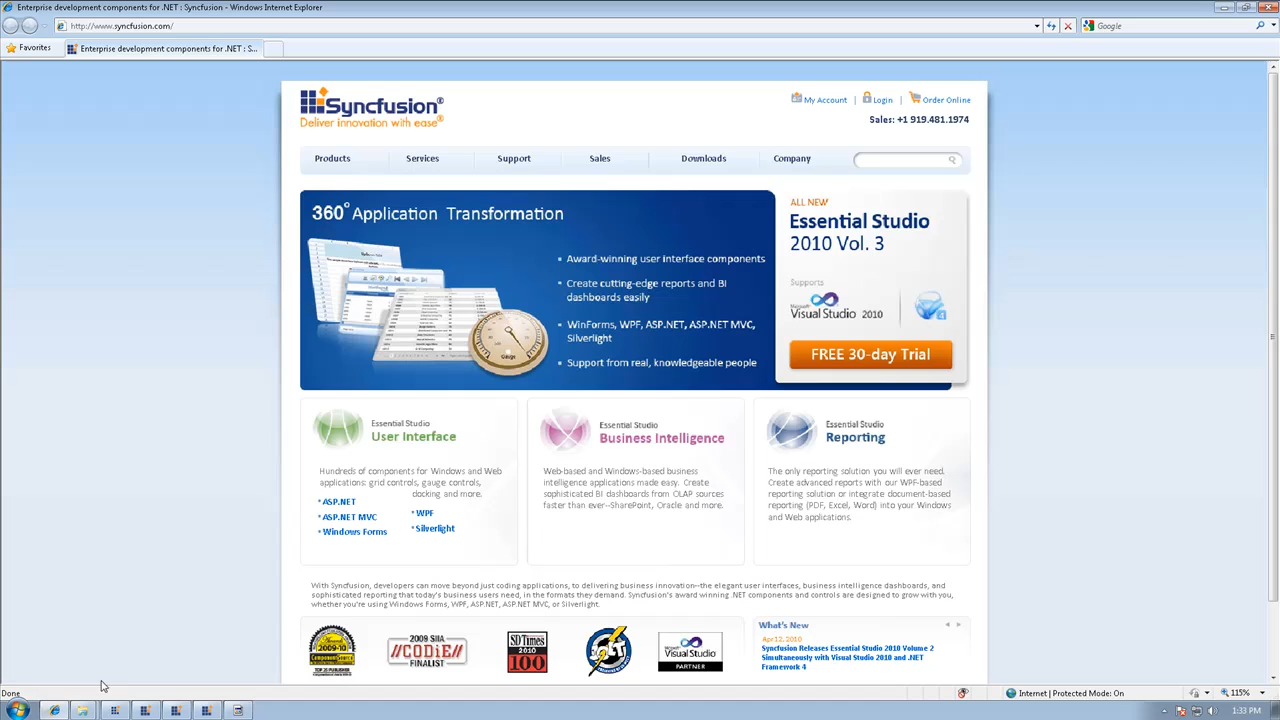 Enterprise development components for .NET : Syncfusion - Windows Internet Explorer
http://www.syncfusion.com/
Google
Favorites
Enterprise development components for .NET : S...
Syncfusion®
Deliver innovation with ease®
My Account | Login | Order Online
Sales: +1 919.481.1974
Products Services Support Sales Downloads Company
360° Application Transformation
Award-winning user interface components
Create cutting-edge reports and BI
dashboards easily
WinForms, WPF, ASP.NET, ASP.NET MVC,
Silverlight
Support from real, knowledgeable people
Gauge
ALL NEW
Essential Studio
2010 Vol. 3
Supports
Microsoft
Visual Studio 2010
4
FREE 30-day Trial
Essential Studio
User Interface
Hundreds of components for Windows and Web
applications: grid controls, gauge controls,
docking and more.
ASP.NET
ASP.NET MVC
Windows Forms
WPF
Silverlight
Essential Studio
Business Intelligence
Web-based and Windows-based business
intelligence applications made easy. Create
sophisticated BI dashboards from OLAP sources
faster than ever--SharePoint, Oracle and more.
Essential Studio
Reporting
The only reporting solution you will ever need.
Create advanced reports with our WPF-based
reporting solution or integrate document-based
reporting (PDF, Excel, Word) into your Windows
and Web applications.
With Syncfusion, developers can move beyond just coding applications, to delivering business innovation--the elegant user interfaces, business intelligence dashboards, and
sophisticated reporting that today's business users need, in the formats they demand. Syncfusion's award winning .NET components and controls are designed to grow with you,
whether you're using Windows Forms, WPF, ASP.NET, ASP.NET MVC, or Silverlight.
2009-10
ComponentSource
2009 SIIA
CODiE
FINALIST
SD Times
2010
100
Visual Studio
PARTNER
What's New
Apr12, 2010
Syncfusion Releases Essential Studio 2010 Volume 2
Simultaneously with Visual Studio 2010 and .NET
Framework 4
Done
Internet | Protected Mode: On
115%
1:33 PM